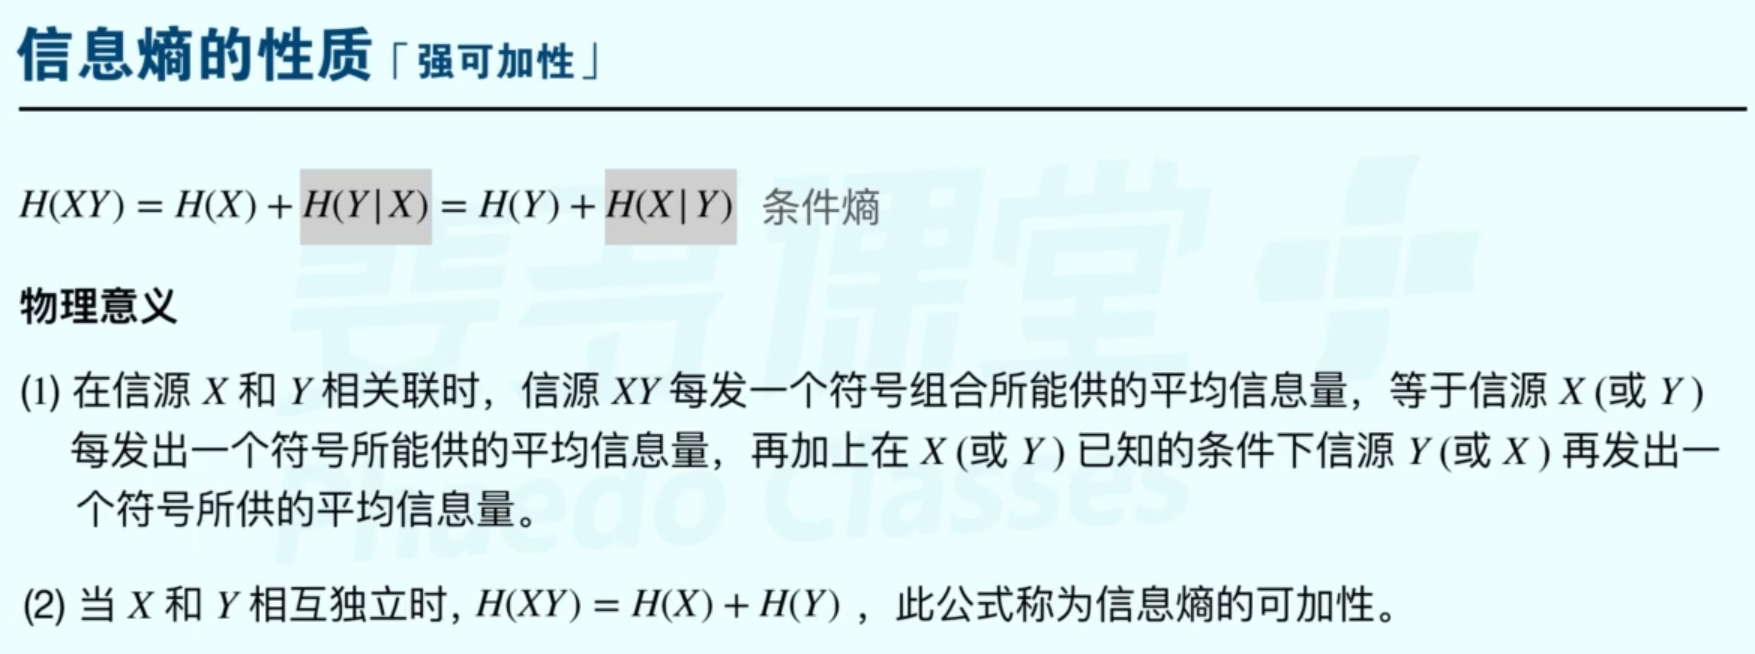 信息熵的性质「强可加性」
H(XY) = H(X) + H(Y|X) = H(Y) + H(X|Y) 条件熵
物理意义
(1) 在信源 X 和 Y 相关联时，信源 XY 每发一个符号组合所能供的平均信息量，等于信源 X (或 Y )
每发出一个符号所能供的平均信息量，再加上在 X (或 Y ) 已知的条件下信源 Y (或 X ) 再发出一
个符号所供的平均信息量。
(2) 当 X 和 Y 相互独立时, H(XY) = H(X) + H(Y) ，此公式称为信息熵的可加性。
斐多课堂
Phaedo Classes